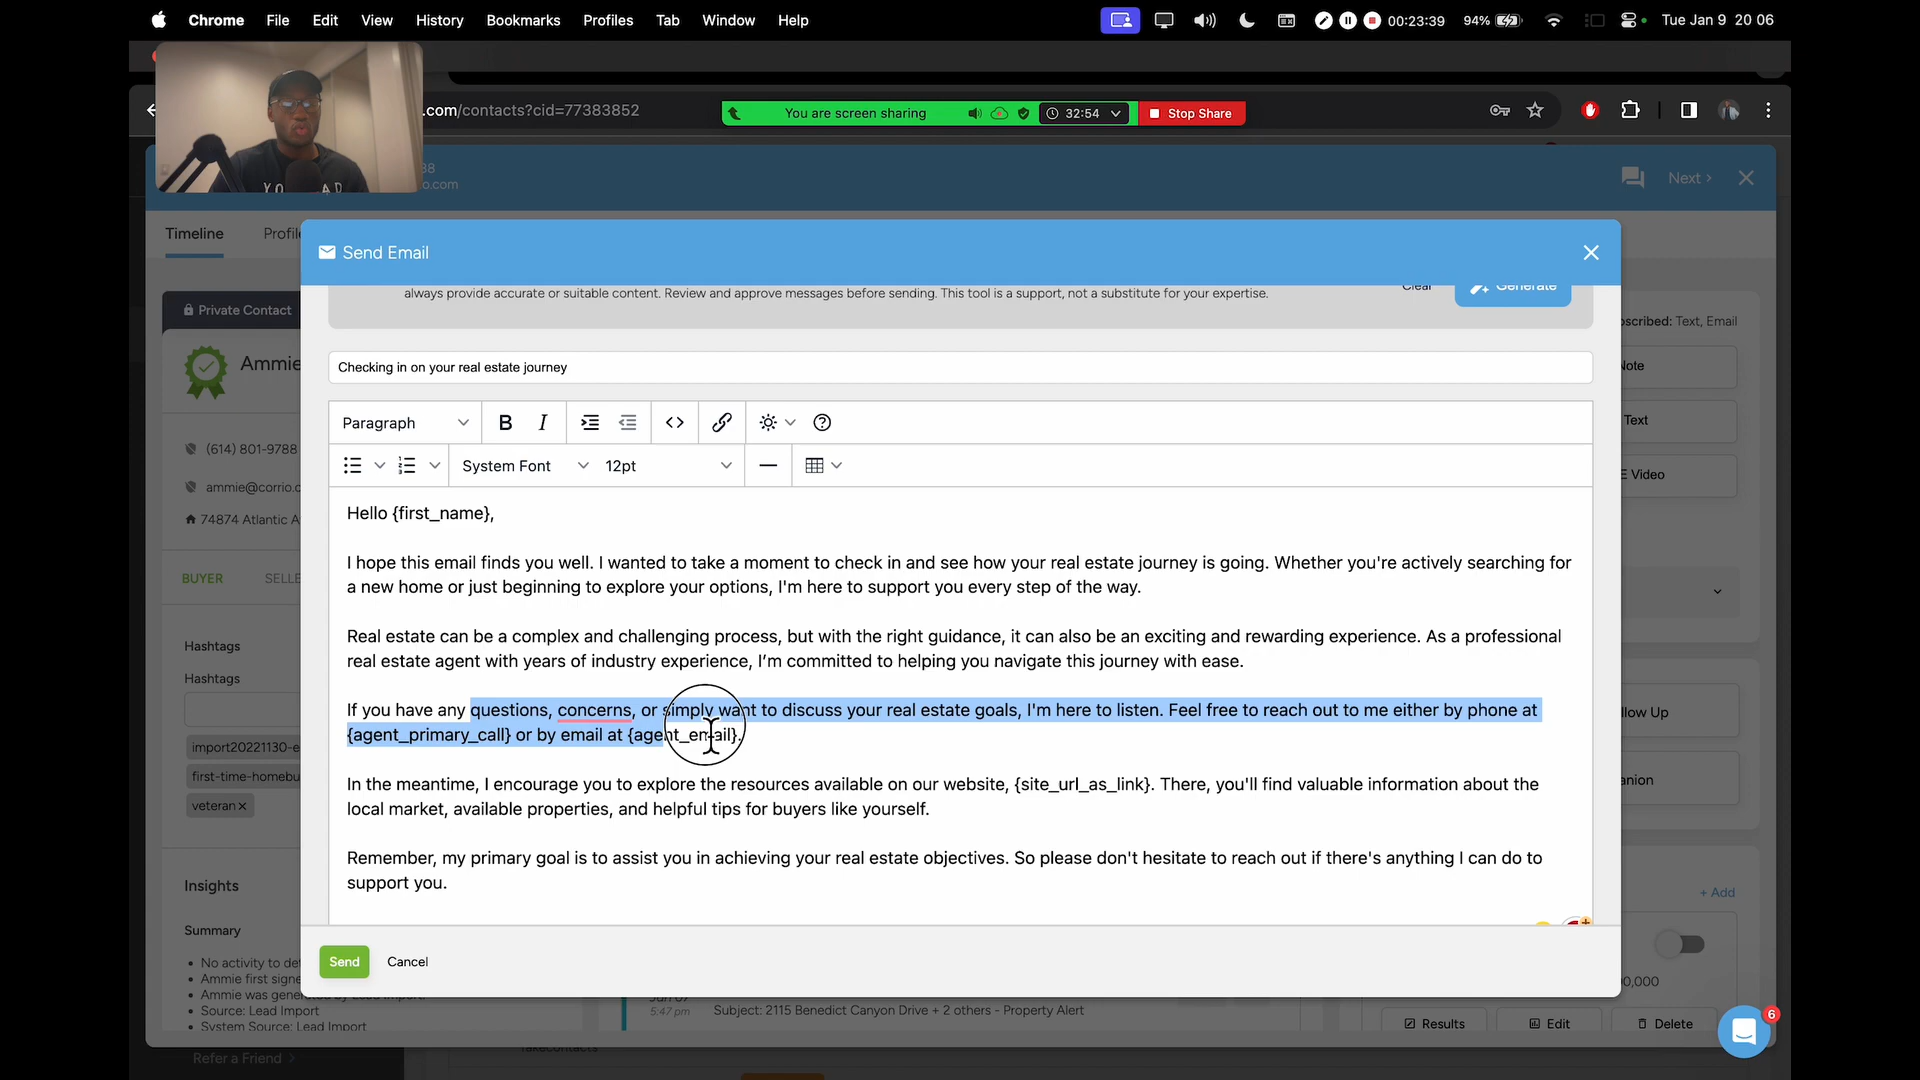 Chrome File Edit View History Bookmarks Profiles Tab Window Help 00:23:39 94% Tue Jan 9 20 06
.com/contacts?cid=77383852 You are screen sharing 32:54 Stop Share
88
o.com
Next >
Timeline Profil
Send Email
always provide accurate or suitable content. Review and approve messages before sending. This tool is a support, not a substitute for your expertise.
Clear Generate
Private Contact
scribed: Text, Email
Ammie
Checking in on your real estate journey
Note
Paragraph B I
Text
(614) 801-9788
System Font 12pt
E Video
ammie@corrio.c
74874 Atlantic A
Hello {first_name},
I hope this email finds you well. I wanted to take a moment to check in and see how your real estate journey is going. Whether you're actively searching for
a new home or just beginning to explore your options, I'm here to support you every step of the way.
BUYER SELLE
Real estate can be a complex and challenging process, but with the right guidance, it can also be an exciting and rewarding experience. As a professional
real estate agent with years of industry experience, I'm committed to helping you navigate this journey with ease.
Hashtags
Hashtags
If you have any questions, concerns, or simply want to discuss your real estate goals, I'm here to listen. Feel free to reach out to me either by phone at
{agent_primary_call} or by email at {agent_email}.
llow Up
import20221130-e
first-time-homebu
veteran
In the meantime, I encourage you to explore the resources available on our website, {site_url_as_link}. There, you'll find valuable information about the
local market, available properties, and helpful tips for buyers like yourself.
anion
Remember, my primary goal is to assist you in achieving your real estate objectives. So please don't hesitate to reach out if there's anything I can do to
support you.
Insights
+ Add
Summary
No activity to de
Ammie first signe
Ammie was generated by Lead Import.
Source: Lead Import
System Source: Lead Import
Send Cancel
00,000
5:47 pm Subject: 2115 Benedict Canyon Drive + 2 others - Property Alert
Results Edit Delete
6
Refer a Friend >